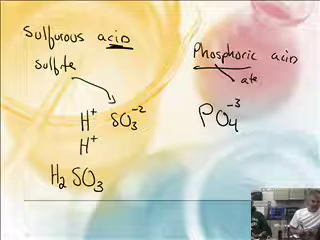 Sulfurous acid
sulfite
H+ SO3-2
H+
H2SO3
Phosphoric acid
ate
PO4-3